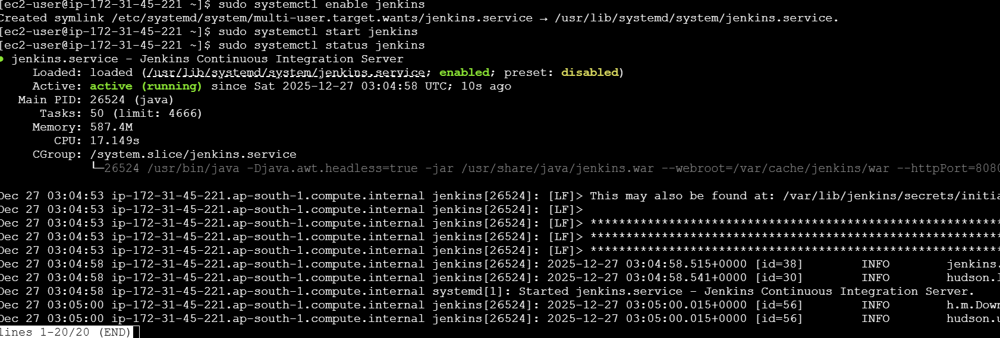 [ec2-user@ip-172-31-45-221 ~]$ sudo systemctl enable jenkins
Created symlink /etc/systemd/system/multi-user.target.wants/jenkins.service → /usr/lib/systemd/system/jenkins.service.
[ec2-user@ip-172-31-45-221 ~]$ sudo systemctl start jenkins
[ec2-user@ip-172-31-45-221 ~]$ sudo systemctl status jenkins
● jenkins.service - Jenkins Continuous Integration Server
     Loaded: loaded (/usr/lib/systemd/system/jenkins.service; enabled; preset: disabled)
     Active: active (running) since Sat 2025-12-27 03:04:58 UTC; 10s ago
   Main PID: 26524 (java)
      Tasks: 50 (limit: 4666)
     Memory: 587.4M
        CPU: 17.149s
     CGroup: /system.slice/jenkins.service
             └─26524 /usr/bin/java -Djava.awt.headless=true -jar /usr/share/java/jenkins.war --webroot=/var/cache/jenkins/war --httpPort=8080
Dec 27 03:04:53 ip-172-31-45-221.ap-south-1.compute.internal jenkins[26524]: [LF]> This may also be found at: /var/lib/jenkins/secrets/initia
Dec 27 03:04:53 ip-172-31-45-221.ap-south-1.compute.internal jenkins[26524]: [LF]>
Dec 27 03:04:53 ip-172-31-45-221.ap-south-1.compute.internal jenkins[26524]: [LF]> **********************************************************
Dec 27 03:04:53 ip-172-31-45-221.ap-south-1.compute.internal jenkins[26524]: [LF]> **********************************************************
Dec 27 03:04:53 ip-172-31-45-221.ap-south-1.compute.internal jenkins[26524]: [LF]> **********************************************************
Dec 27 03:04:58 ip-172-31-45-221.ap-south-1.compute.internal jenkins[26524]: 2025-12-27 03:04:58.515+0000 [id=38]        INFO        jenkins.
Dec 27 03:04:58 ip-172-31-45-221.ap-south-1.compute.internal jenkins[26524]: 2025-12-27 03:04:58.541+0000 [id=30]        INFO        hudson.l
Dec 27 03:04:58 ip-172-31-45-221.ap-south-1.compute.internal systemd[1]: Started jenkins.service - Jenkins Continuous Integration Server.
Dec 27 03:05:00 ip-172-31-45-221.ap-south-1.compute.internal jenkins[26524]: 2025-12-27 03:05:00.015+0000 [id=56]        INFO        h.m.Down
Dec 27 03:05:00 ip-172-31-45-221.ap-south-1.compute.internal jenkins[26524]: 2025-12-27 03:05:00.015+0000 [id=56]        INFO        hudson.u
lines 1-20/20 (END)